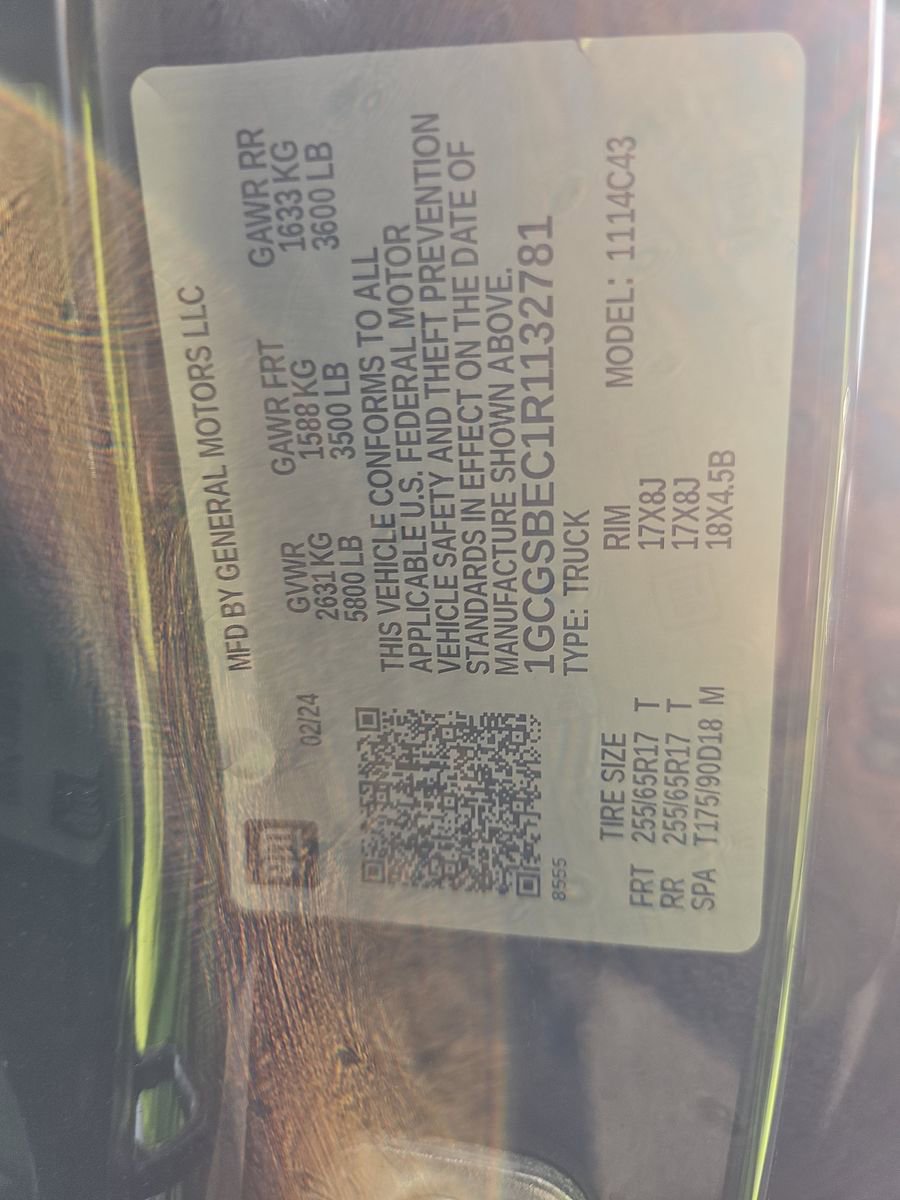 gm
MFD BY GENERAL MOTORS LLC
02/24
GVWR GAWR FRT GAWR RR
2631 KG 1588 KG 1633 KG
5800 LB 3500 LB 3600 LB
THIS VEHICLE CONFORMS TO ALL
APPLICABLE U.S. FEDERAL MOTOR
VEHICLE SAFETY AND THEFT PREVENTION
STANDARDS IN EFFECT ON THE DATE OF
MANUFACTURE SHOWN ABOVE.
1GCGSBEC1R1132781
8555
TYPE: TRUCK MODEL: 1114C43
TIRE SIZE RIM
FRT 255/65R17 T 17X8J
RR 255/65R17 T 17X8J
SPA T175/90D18 M 18X4.5B